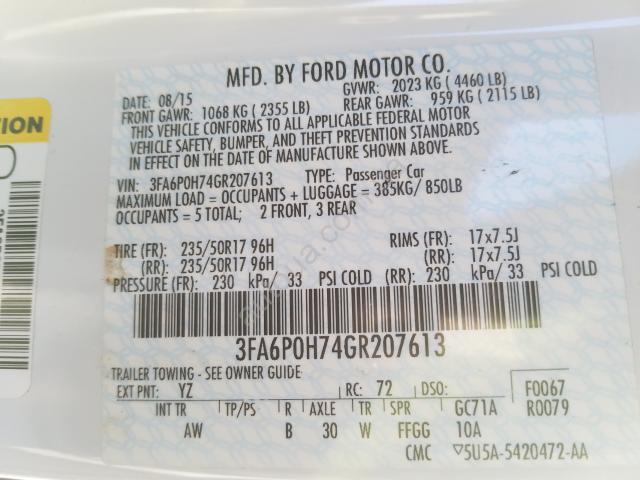 MFD. BY FORD MOTOR CO.
DATE: 08/15 GVWR: 2023 KG ( 4460 LB)
FRONT GAWR: 1068 KG ( 2355 LB) REAR GAWR: 959 KG ( 2115 LB)
THIS VEHICLE CONFORMS TO ALL APPLICABLE FEDERAL MOTOR
VEHICLE SAFETY, BUMPER, AND THEFT PREVENTION STANDARDS
IN EFFECT ON THE DATE OF MANUFACTURE SHOWN ABOVE.
VIN: 3FA6P0H74GR207613 TYPE: Passenger Car
MAXIMUM LOAD = OCCUPANTS + LUGGAGE = 385KG/ 850LB
OCCUPANTS = 5 TOTAL; 2 FRONT, 3 REAR
TIRE (FR): 235/50R17 96H RIMS (FR): 17x7.5J
(RR): 235/50R17 96H (RR): 17x7.5J
PRESSURE (FR): 230 kPa/ 33 PSI COLD (RR): 230 kPa/ 33 PSI COLD
3FA6P0H74GR207613
TRAILER TOWING - SEE OWNER GUIDE
EXT PNT: YZ RC: 72 DSO: F0067
INT TR TP/PS R AXLE TR SPR GC71A R0079
AW B 30 W FFGG 10A
CMC ▽5U5A-5420472-AA
TION